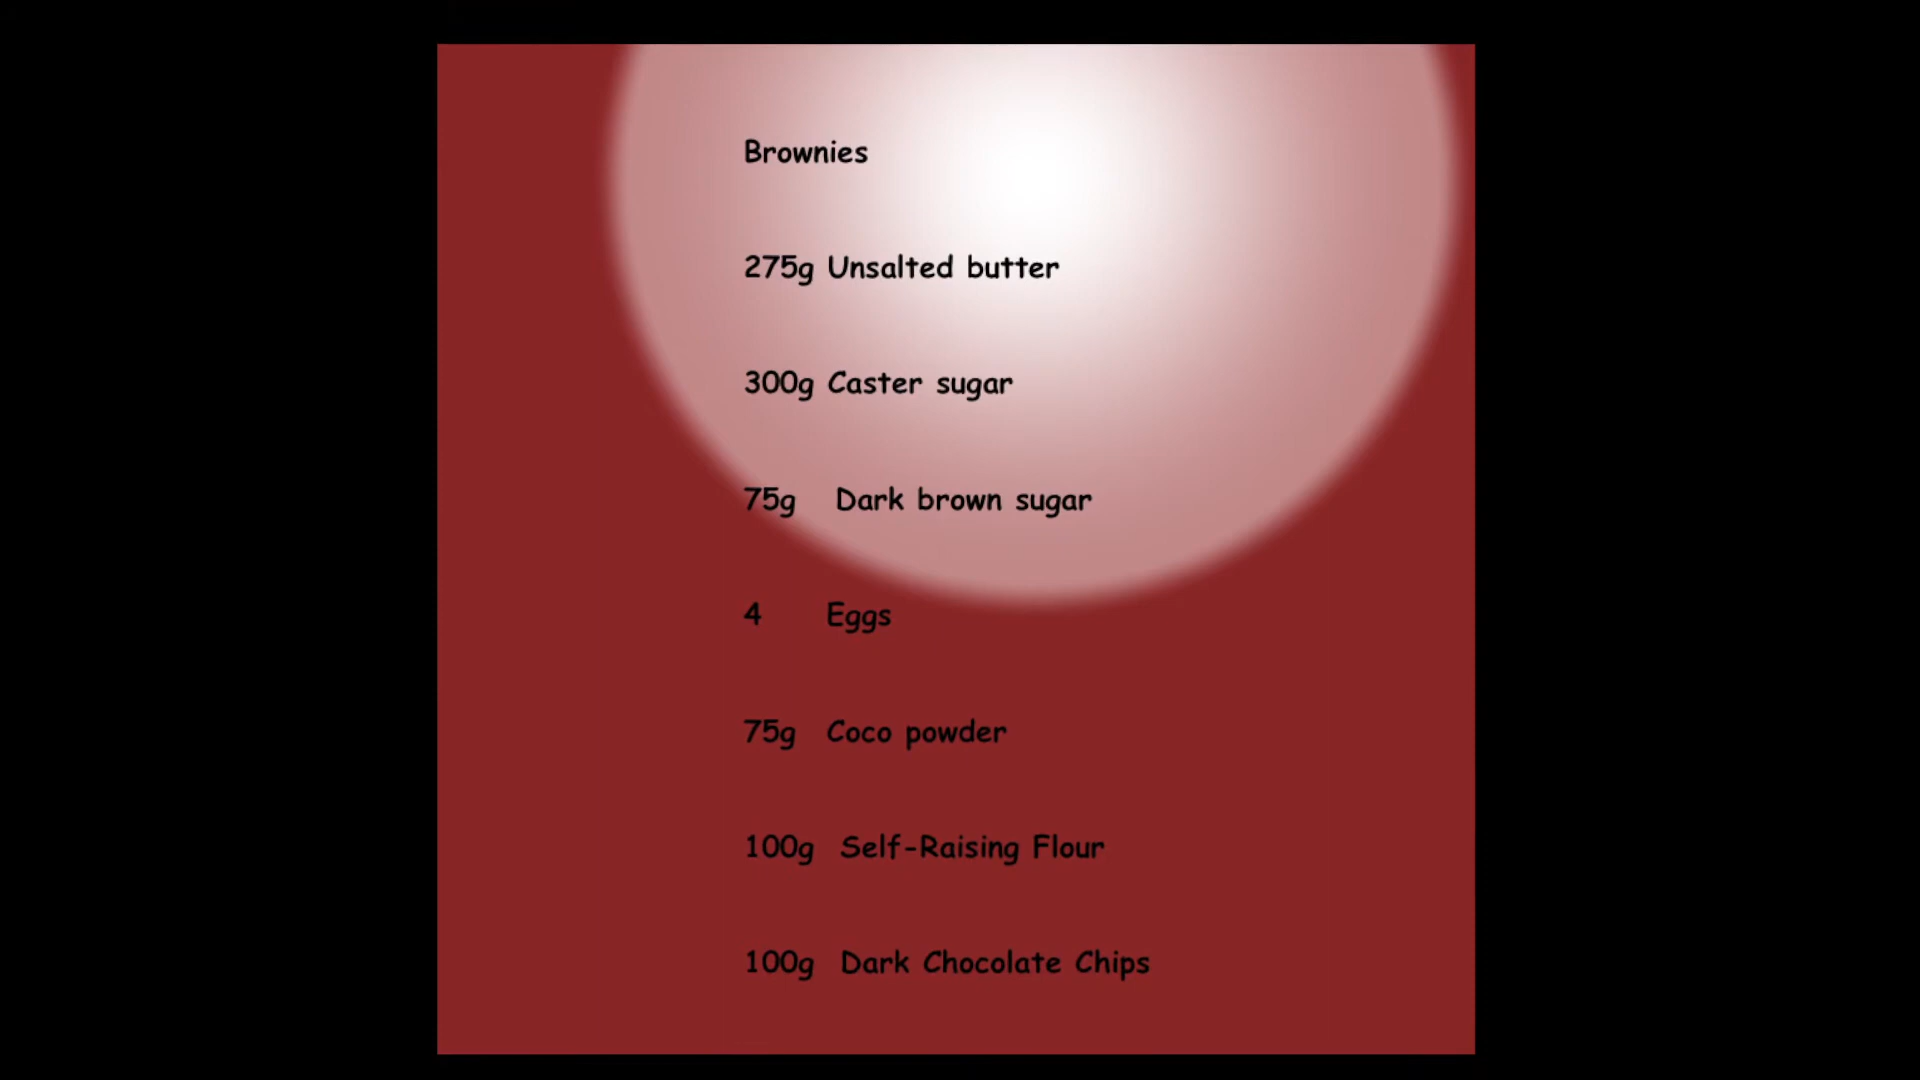 Brownies
275g Unsalted butter
300g Caster sugar
75g Dark brown sugar
4 Eggs
75g Coco powder
100g Self-Raising Flour
100g Dark Chocolate Chips